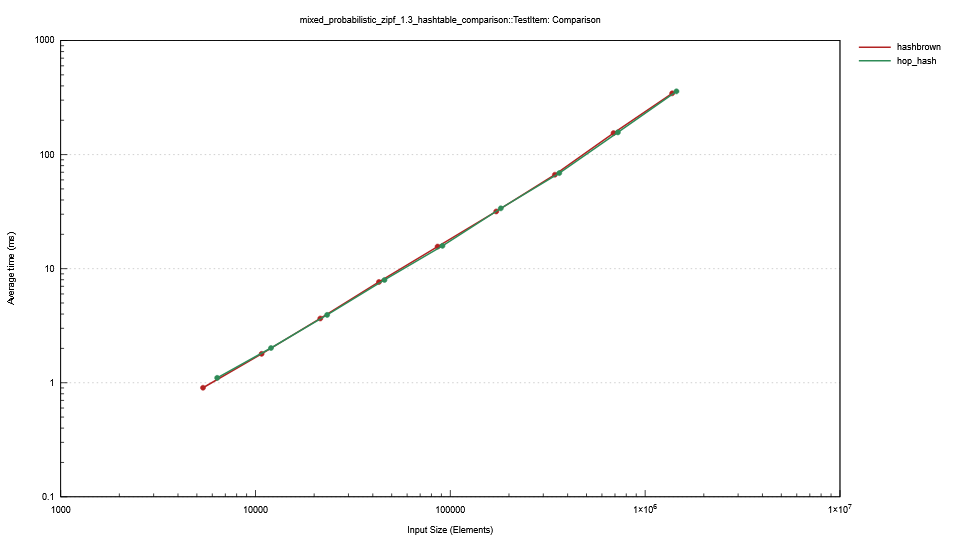 mixed_probabilistic_zipf_1.3_hashtable_comparison::TestItem: Comparison
hashbrown
hop_hash
1000
100
10
1
0.1
Average time (ms)
1000
10000
100000
1×10⁶
1×10⁷
Input Size (Elements)